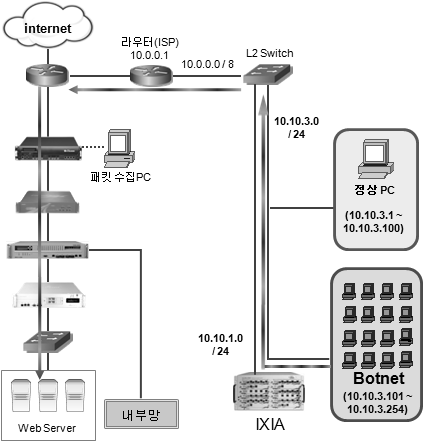 internet
라우터(ISP)
10.0.0.1
10.0.0.0 / 8
L2 Switch
패킷 수집PC
10.10.3.0
/ 24
정상 PC
(10.10.3.1 ~
10.10.3.100)
10.10.1.0
/ 24
Botnet
(10.10.3.101 ~
10.10.3.254)
Web Server
내부망
IXIA